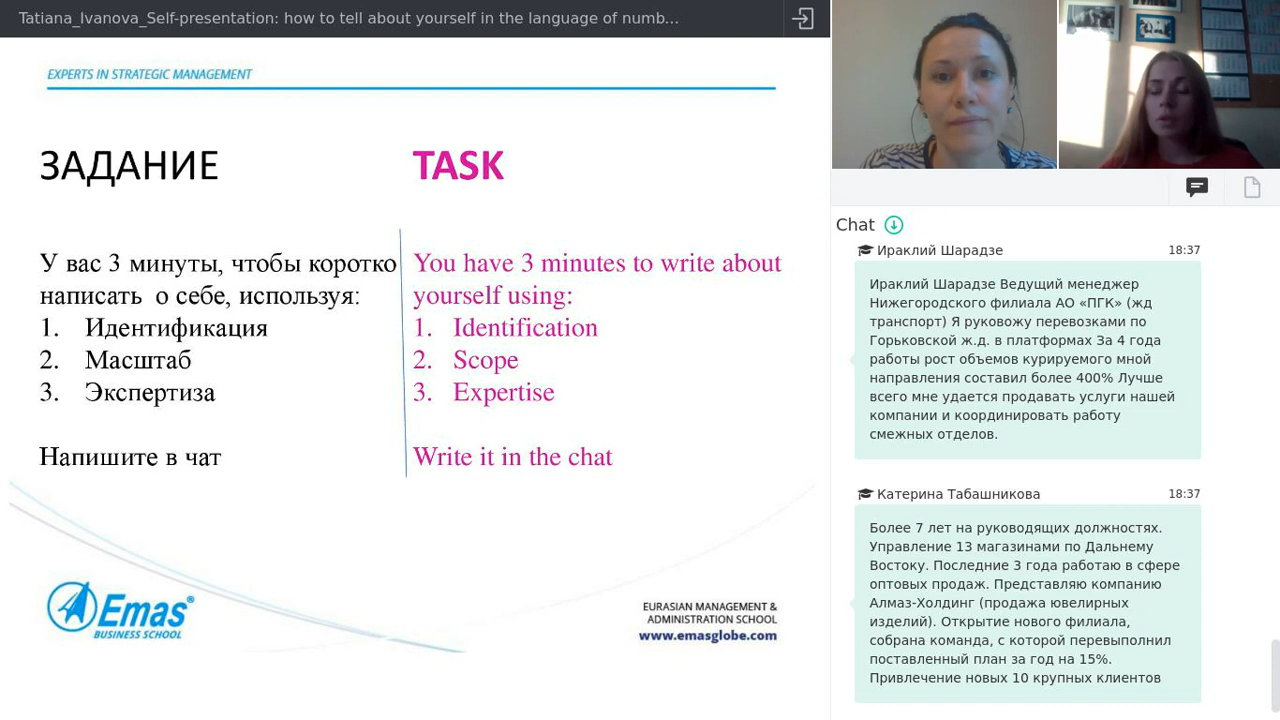 Tatiana_Ivanova_Self-presentation: how to tell about yourself in the language of numb...
EXPERTS IN STRATEGIC MANAGEMENT
ЗАДАНИЕ
У вас 3 минуты, чтобы коротко
написать о себе, используя:
1. Идентификация
2. Масштаб
3. Экспертиза
Напишите в чат
TASK
You have 3 minutes to write about
yourself using:
1. Identification
2. Scope
3. Expertise
Write it in the chat
Emas®
BUSINESS SCHOOL
EURASIAN MANAGEMENT &
ADMINISTRATION SCHOOL
www.emasglobe.com
Chat
Ираклий Шарадзе 18:37
Ираклий Шарадзе Ведущий менеджер
Нижегородского филиала АО «ПГК» (жд
транспорт) Я руковожу перевозками по
Горьковской ж.д. в платформах За 4 года
работы рост объемов курируемого мной
направления составил более 400% Лучше
всего мне удается продавать услуги нашей
компании и координировать работу
смежных отделов.
Катерина Табашникова 18:37
Более 7 лет на руководящих должностях.
Управление 13 магазинами по Дальнему
Востоку. Последние 3 года работаю в сфере
оптовых продаж. Представляю компанию
Алмаз-Холдинг (продажа ювелирных
изделий). Открытие нового филиала,
собрана команда, с которой перевыполнил
поставленный план за год на 15%.
Привлечение новых 10 крупных клиентов